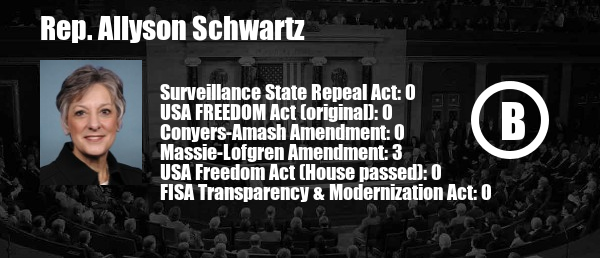 Rep. Allyson Schwartz
Surveillance State Repeal Act: 0
USA FREEDOM Act (original): 0
Conyers-Amash Amendment: 0
Massie-Lofgren Amendment: 3
USA Freedom Act (House passed): 0
FISA Transparency & Modernization Act: 0
B